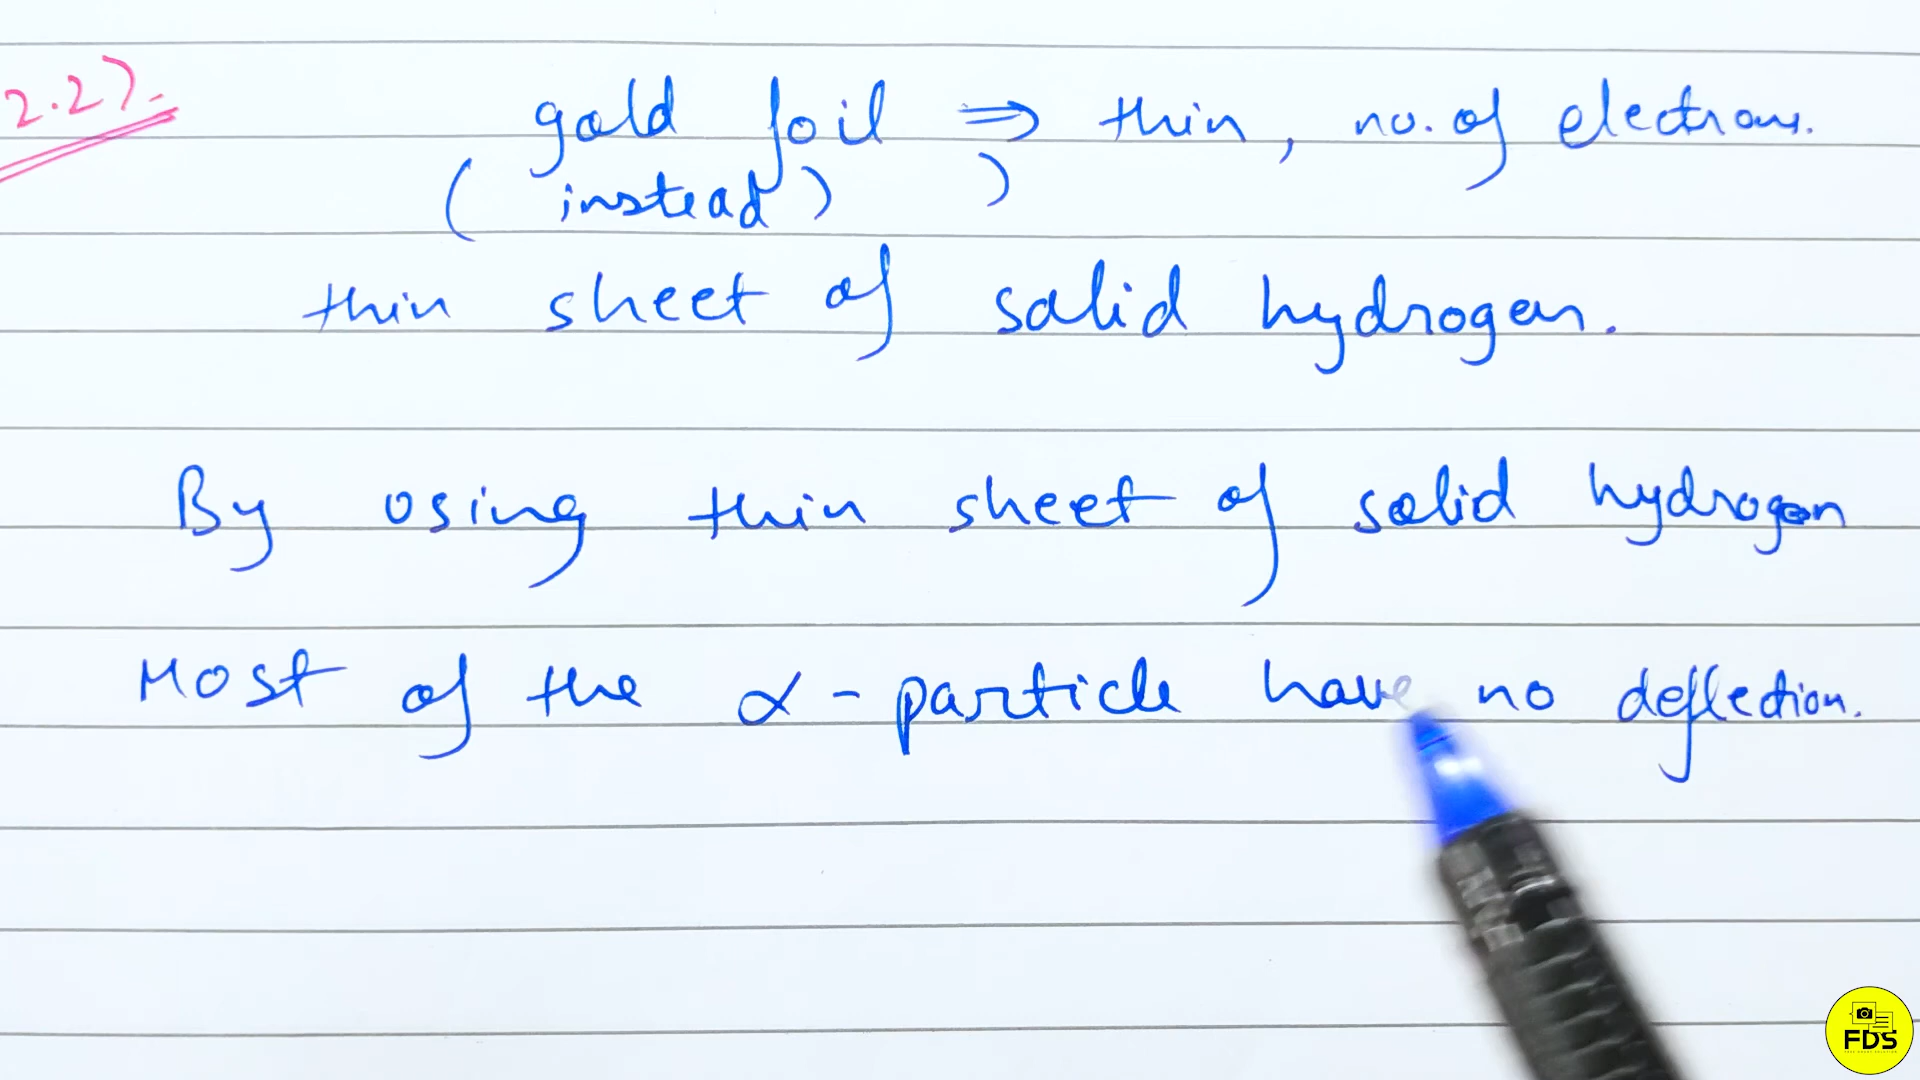 2.27.
gold foil ⇒ thin, no. of electrons.
( instead ) )
thin sheet of solid hydrogen.
By using thin sheet of solid hydrogen
Most of the α-particle have no deflection.
FDS